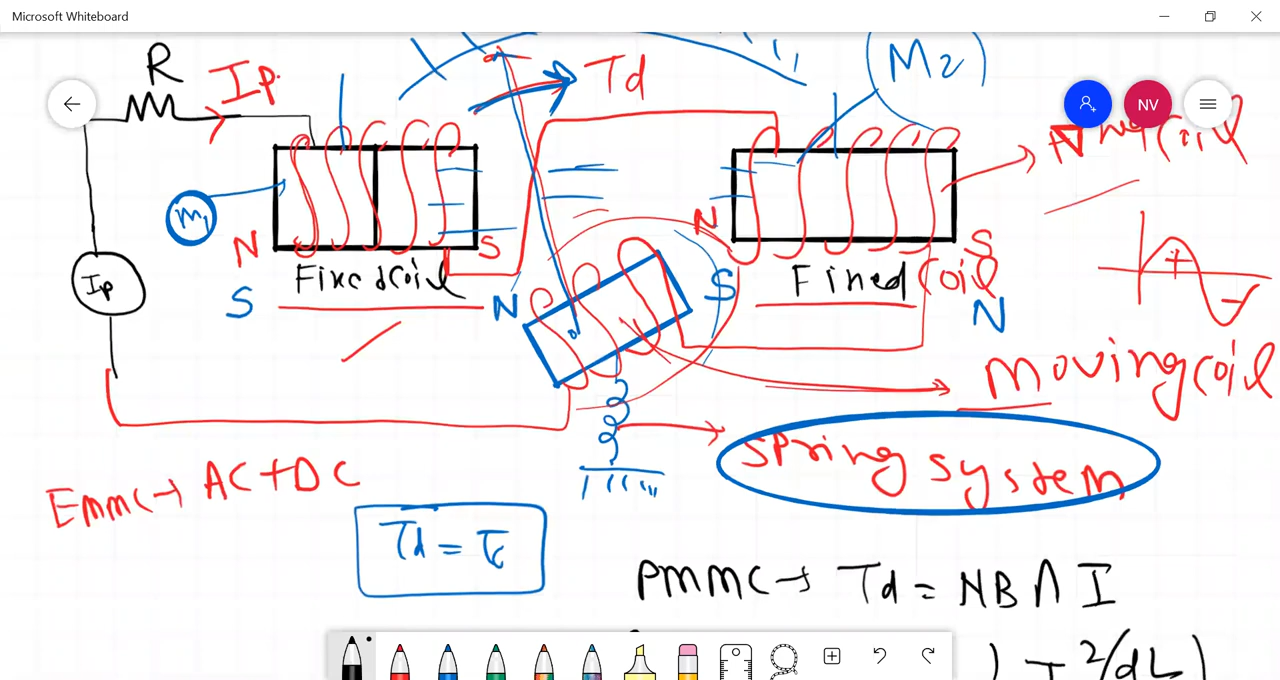 Microsoft Whiteboard
R
Ip
Td
M2
NV
m1
N
S
Fixed coil
S
Ip
N
S
N
S
Fined coil
N
+
-
moving coil
spring system
Emmc → AC + DC
Td = Tc
PMMC → Td = NBAI